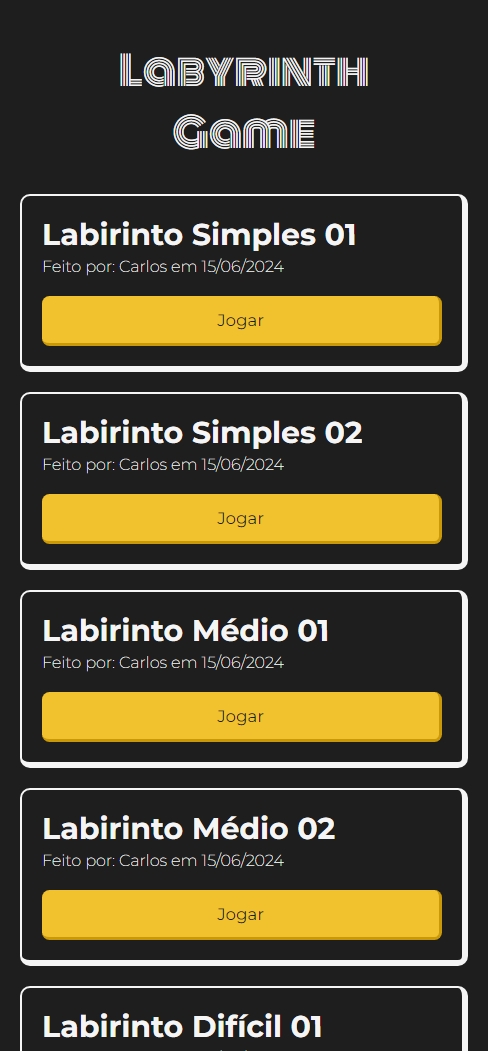 Labyrinth
Game
Labirinto Simples 01
Feito por: Carlos em 15/06/2024
Jogar
Labirinto Simples 02
Feito por: Carlos em 15/06/2024
Jogar
Labirinto Médio 01
Feito por: Carlos em 15/06/2024
Jogar
Labirinto Médio 02
Feito por: Carlos em 15/06/2024
Jogar
Labirinto Difícil 01